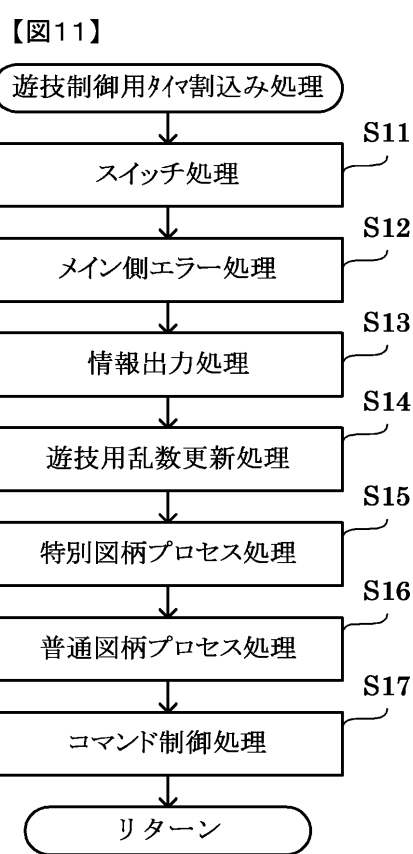 【図11】
遊技制御用タイマ割込み処理
S11
スイッチ処理
S12
メイン側エラー処理
S13
情報出力処理
S14
遊技用乱数更新処理
S15
特別図柄プロセス処理
S16
普通図柄プロセス処理
S17
コマンド制御処理
リターン